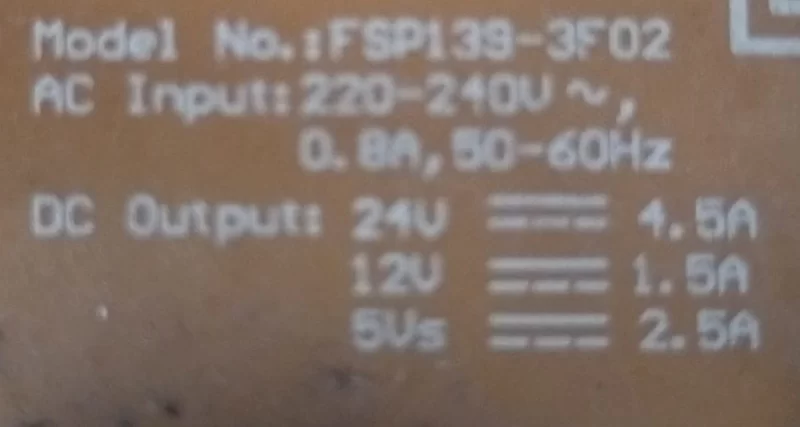 Model No.:FSP139-3F02
AC Input:220-240V ~,
0.8A,50-60Hz
DC Output: 24V ⎓ 4.5A
12V ⎓ 1.5A
5Vs ⎓ 2.5A